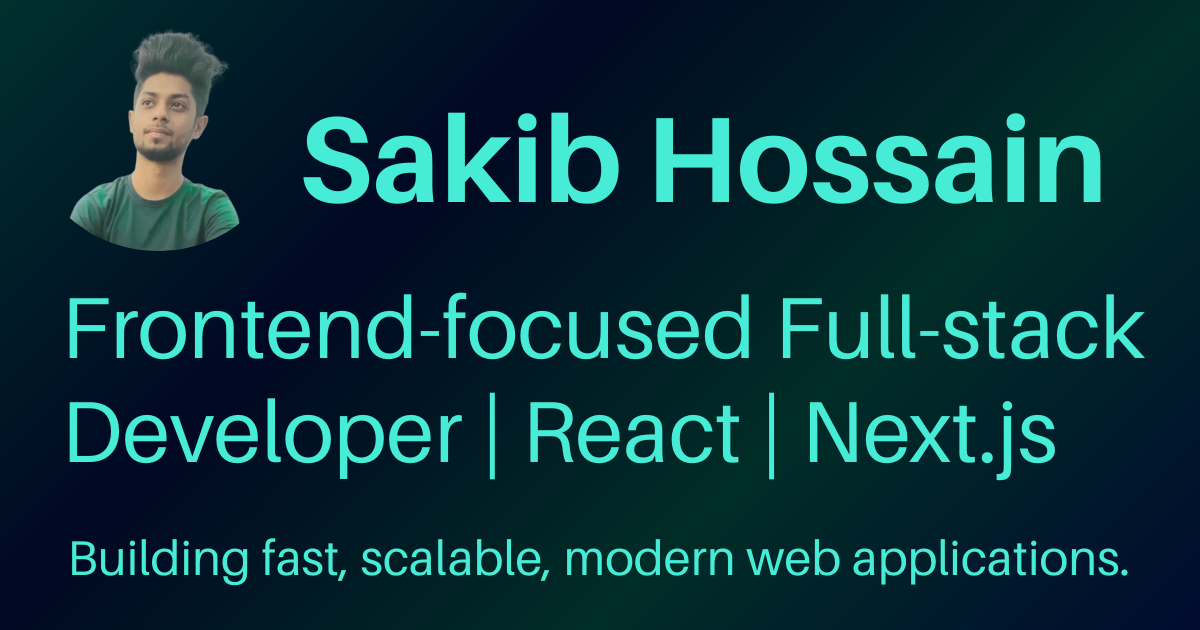 Sakib Hossain
Frontend-focused Full-stack
Developer | React | Next.js
Building fast, scalable, modern web applications.